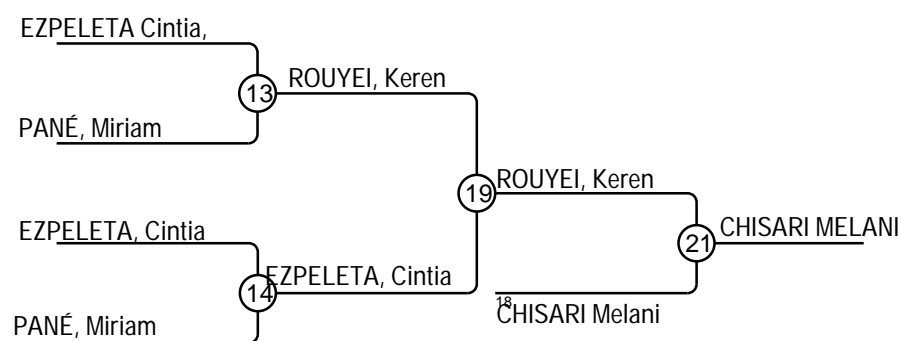 EZPELETA Cintia,
13
ROUYEI, Keren
PANÉ, Miriam
19
ROUYEI, Keren
EZPELETA, Cintia
21
CHISARI MELANI
14
EZPELETA, Cintia
18
CHISARI Melani
PANÉ, Miriam